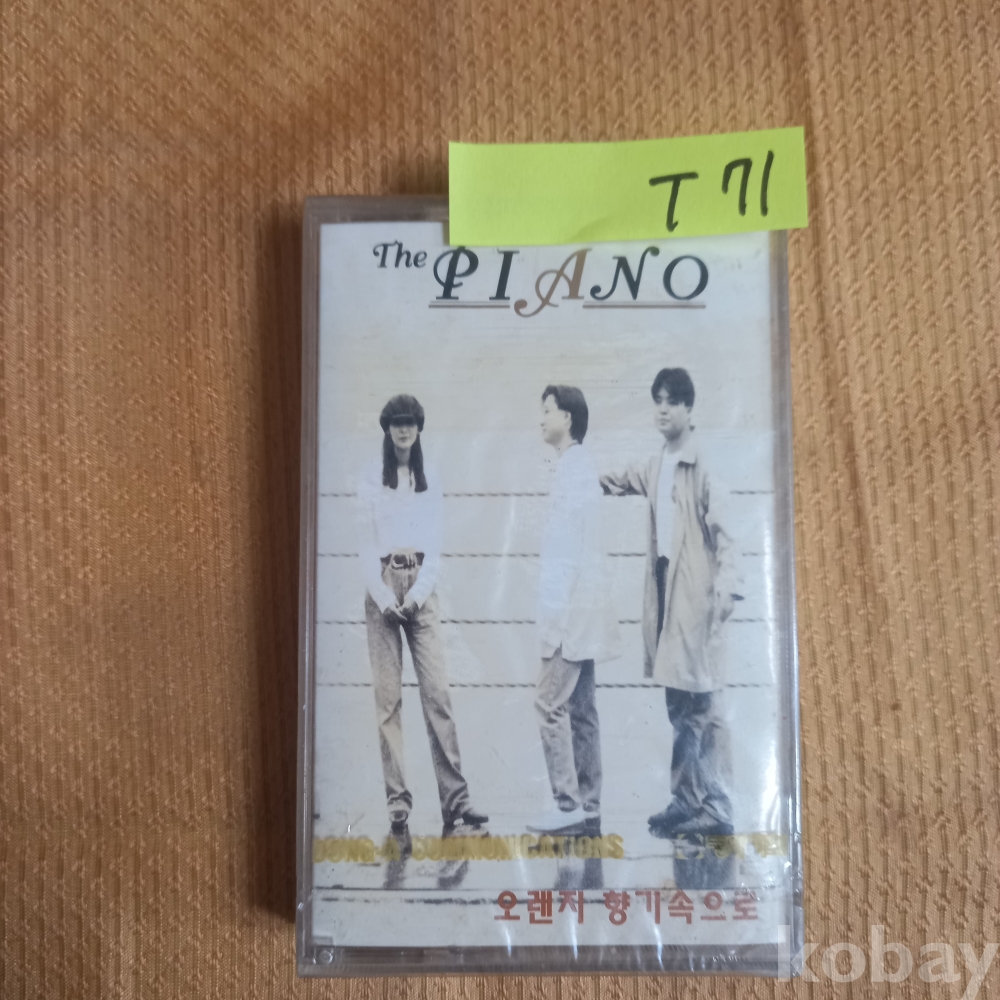 T 71
The PIANO
DONG-A COMMUNICATIONS
오렌지 향기속으로
kobay